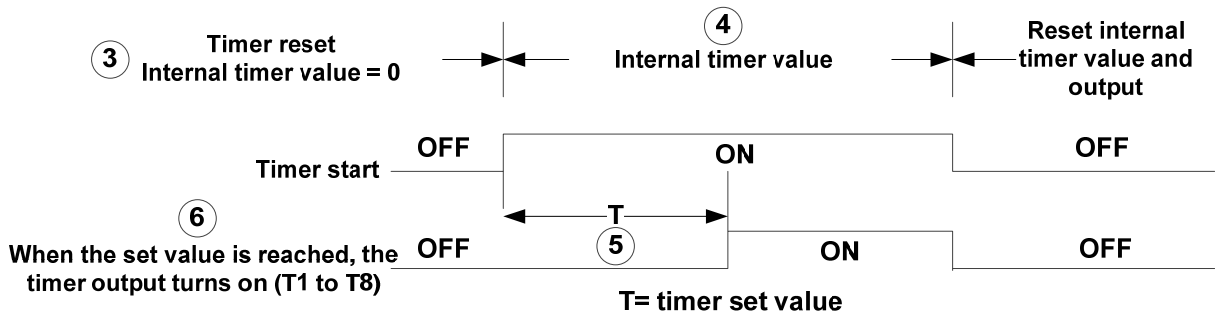 3
Timer reset
Internal timer value = 0
4
Internal timer value
Reset internal
timer value and
output
Timer start
OFF
ON
OFF
6
When the set value is reached, the
timer output turns on (T1 to T8)
OFF
T
5
ON
OFF
T= timer set value